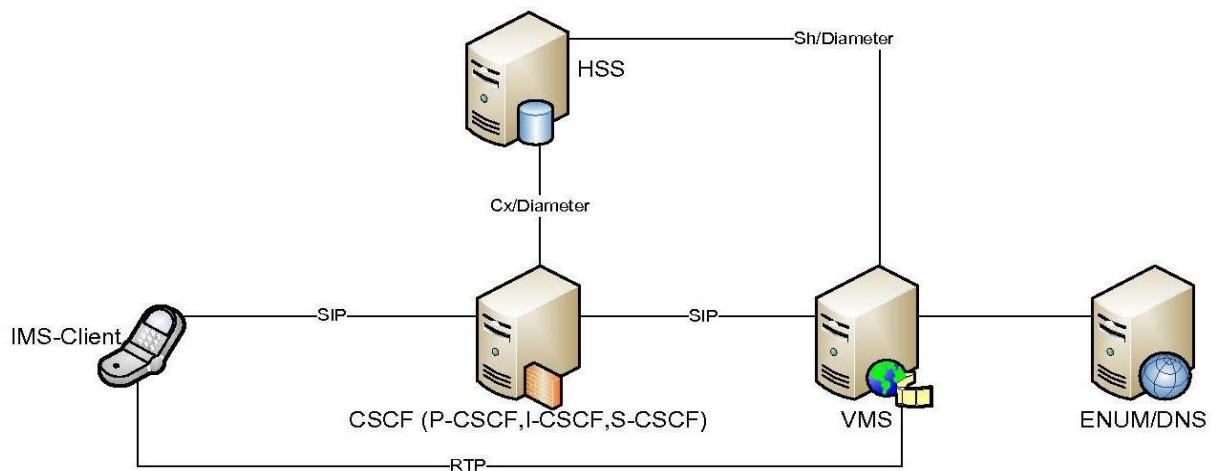 Sh/Diameter
HSS
Cx/Diameter
SIP
SIP
IMS-Client
CSCF (P-CSCF,I-CSCF,S-CSCF)
VMS
ENUM/DNS
RTP